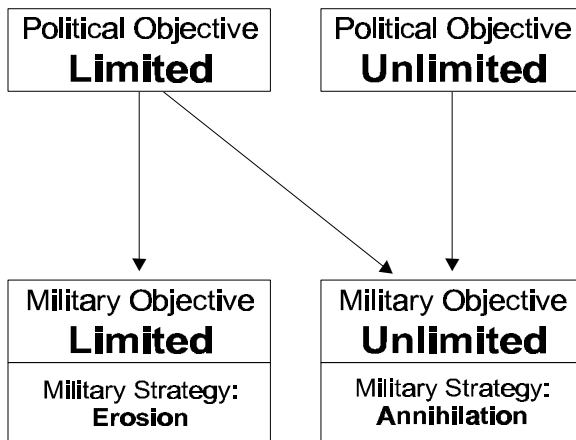 Political Objective
Limited
Political Objective
Unlimited
Military Objective
Limited
Military Strategy:
Erosion
Military Objective
Unlimited
Military Strategy:
Annihilation